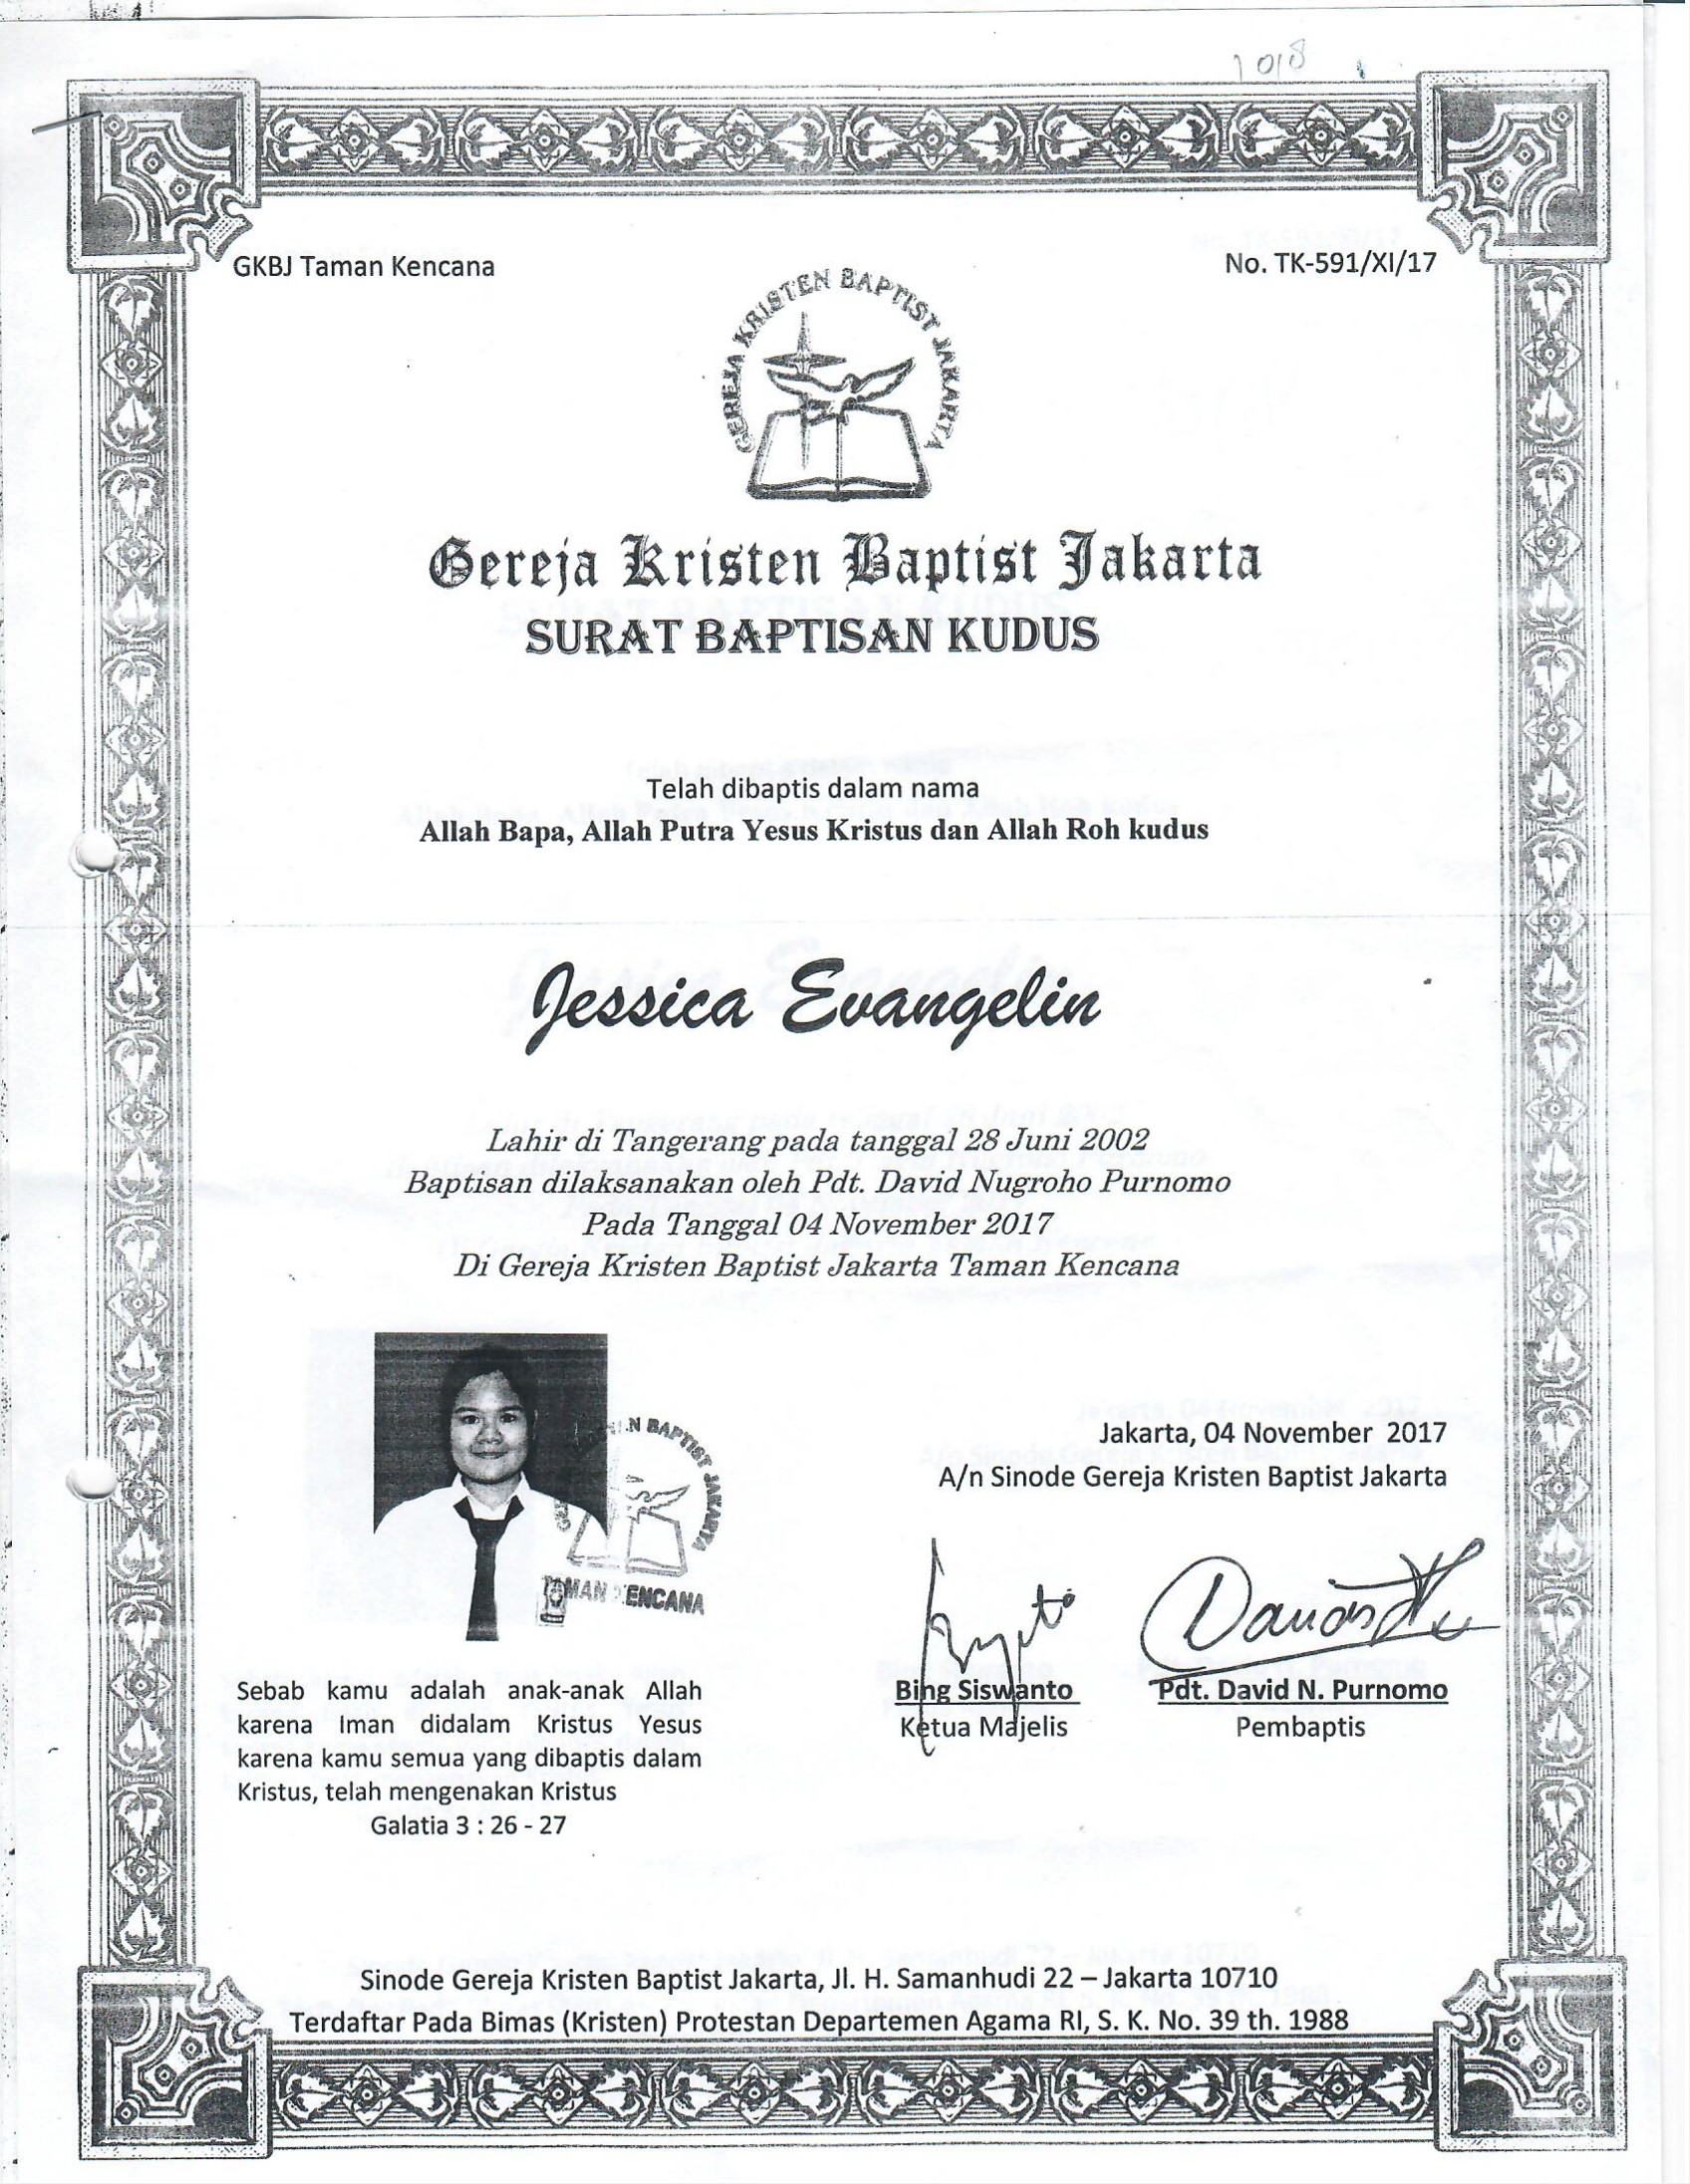 1018
GKBJ Taman Kencana
No. TK-591/XI/17
GEREJA KRISTEN BAPTIST JAKARTA
Gereja Kristen Baptist Jakarta
SURAT BAPTISAN KUDUS
Telah dibaptis dalam nama
Allah Bapa, Allah Putra Yesus Kristus dan Allah Roh kudus
Jessica Evangelin
Lahir di Tangerang pada tanggal 28 Juni 2002
Baptisan dilaksanakan oleh Pdt. David Nugroho Purnomo
Pada Tanggal 04 November 2017
Di Gereja Kristen Baptist Jakarta Taman Kencana
BAPTIST JAKARTA
TAMAN KENCANA
Jakarta, 04 November 2017
A/n Sinode Gereja Kristen Baptist Jakarta
Bing Siswanto
Ketua Majelis
Pdt. David N. Purnomo
Pembaptis
Sebab kamu adalah anak-anak Allah
karena Iman didalam Kristus Yesus
karena kamu semua yang dibaptis dalam
Kristus, telah mengenakan Kristus
Galatia 3 : 26 - 27
Sinode Gereja Kristen Baptist Jakarta, Jl. H. Samanhudi 22 – Jakarta 10710
Terdaftar Pada Bimas (Kristen) Protestan Departemen Agama RI, S. K. No. 39 th. 1988